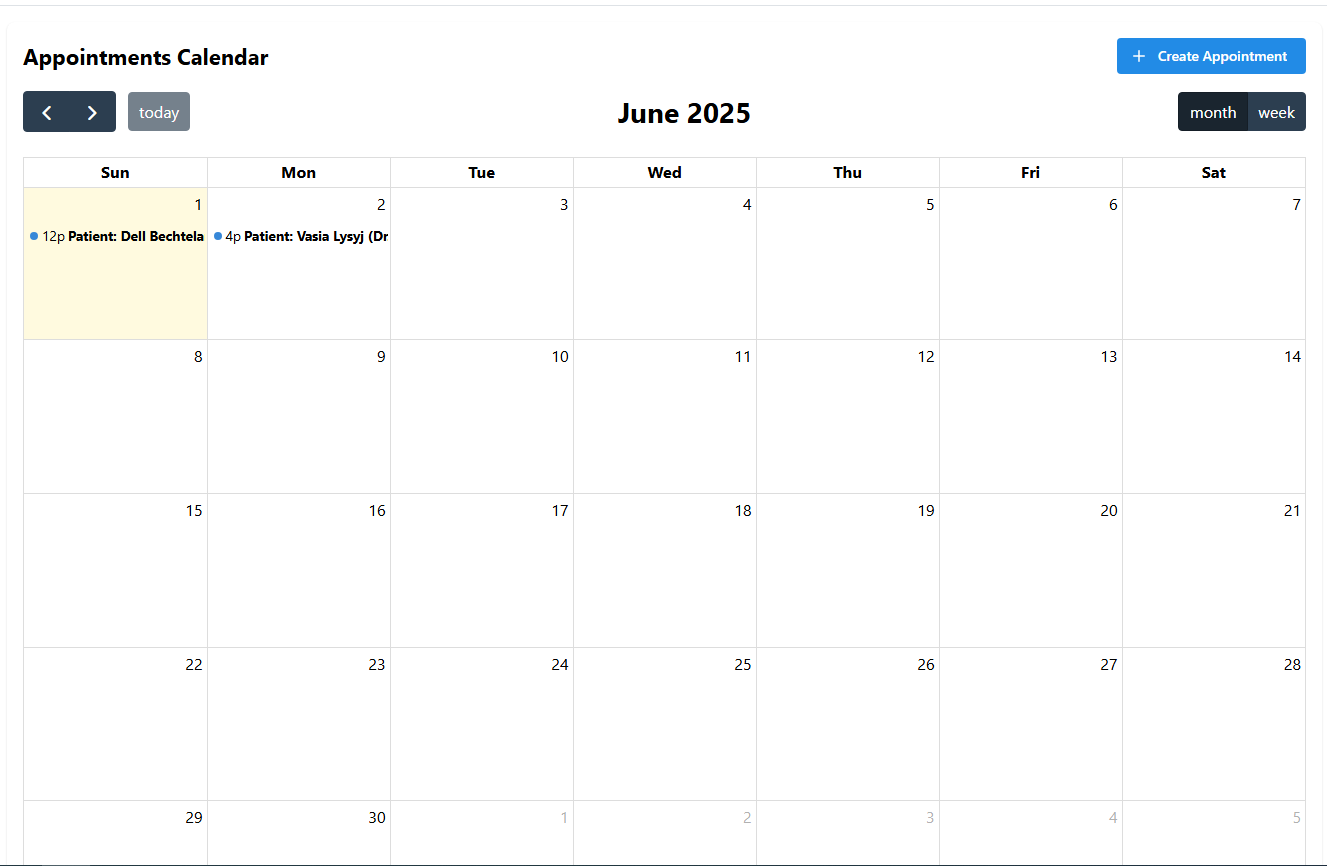 Appointments Calendar
+ Create Appointment
today
June 2025
month week
Sun Mon Tue Wed Thu Fri Sat
1 2 3 4 5 6 7
12p Patient: Dell Bechtela 4p Patient: Vasia Lysyj (Dr
8 9 10 11 12 13 14
15 16 17 18 19 20 21
22 23 24 25 26 27 28
29 30 1 2 3 4 5